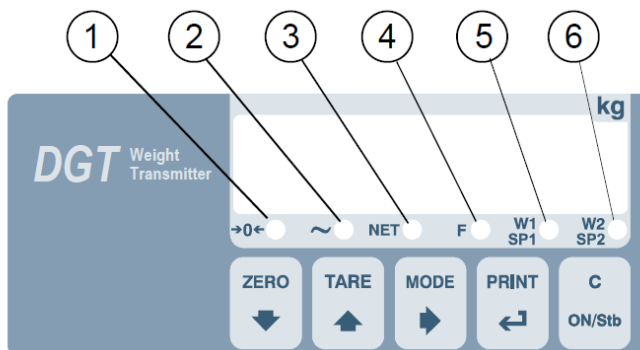 1 2 3 4 5 6
kg
DGT Weight Transmitter
→0← ~ NET F W1 SP1 W2 SP2
ZERO TARE MODE PRINT C
ON/Stb